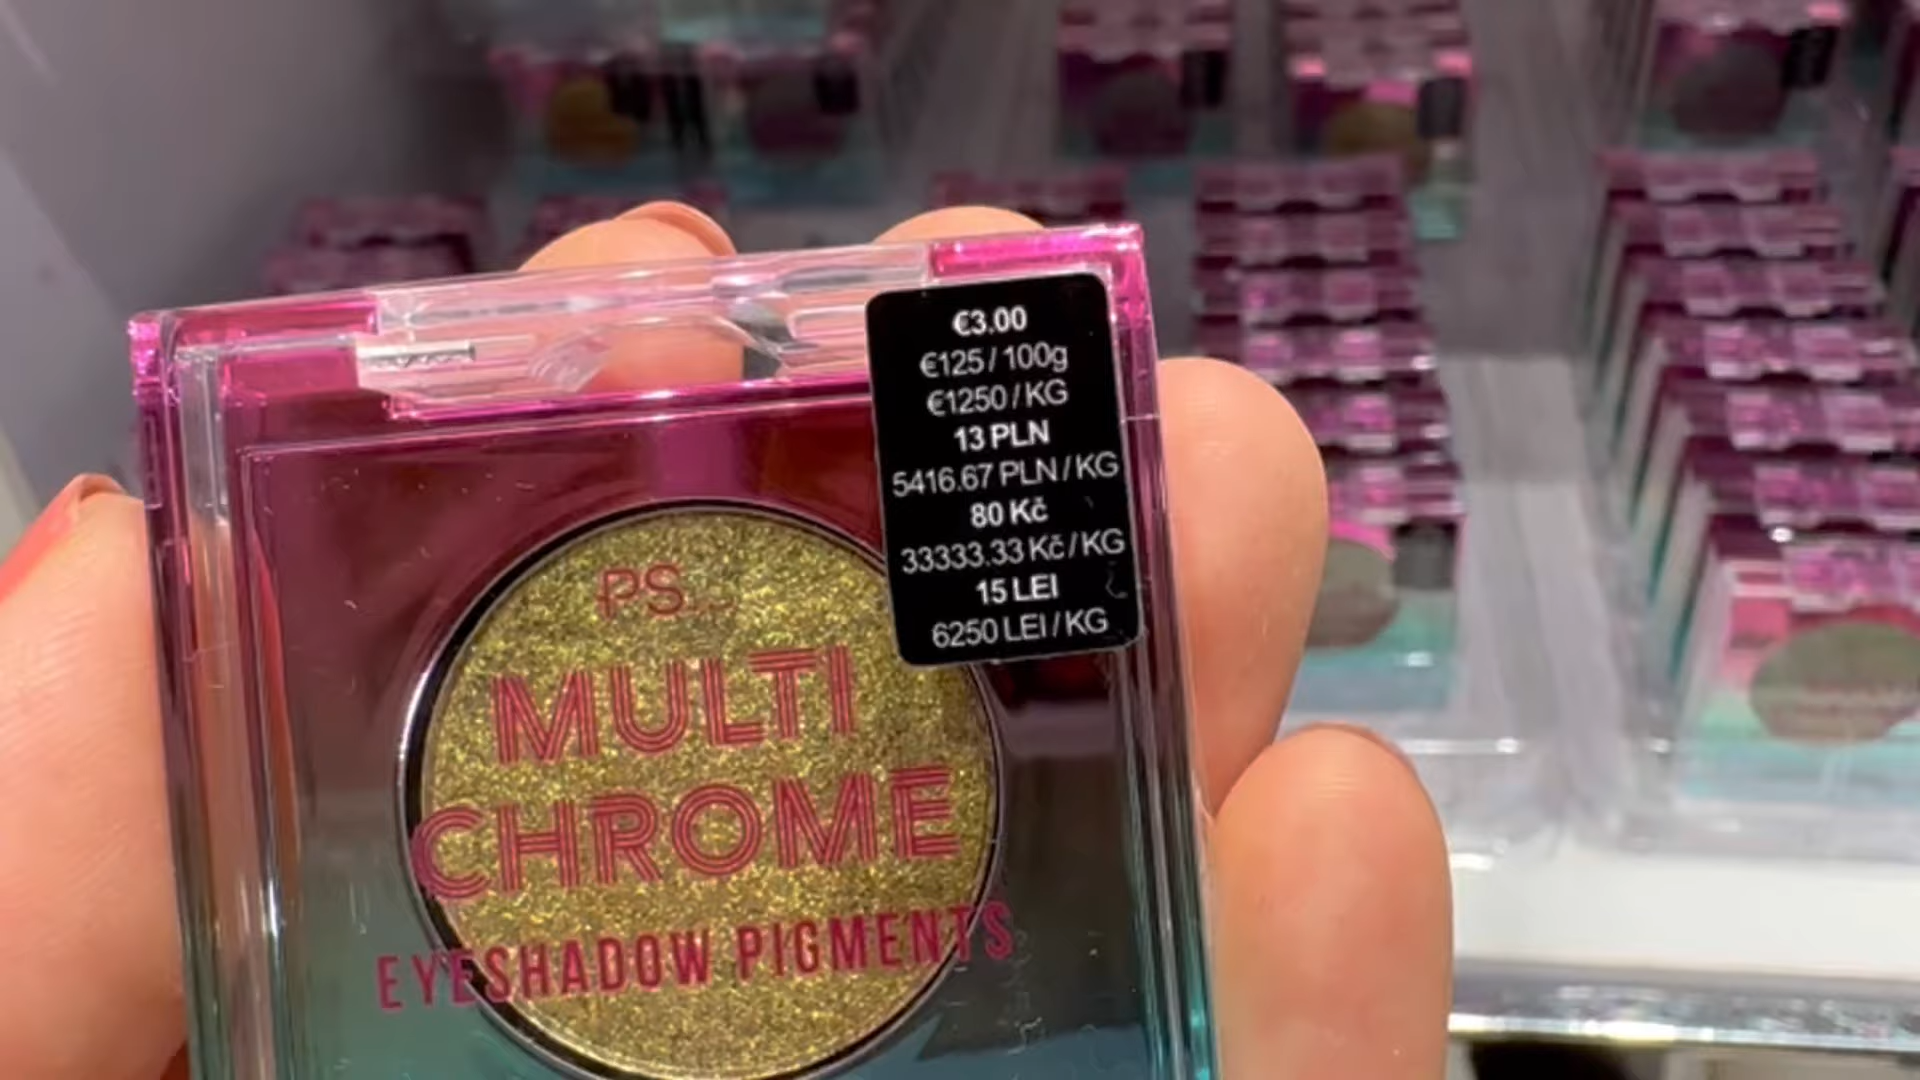 €3.00
€125 / 100g
€1250 / KG
13 PLN
5416.67 PLN / KG
80 Kč
33333.33 Kč / KG
15 LEI
6250 LEI / KG
PS...
MULTI
CHROME
EYESHADOW PIGMENTS